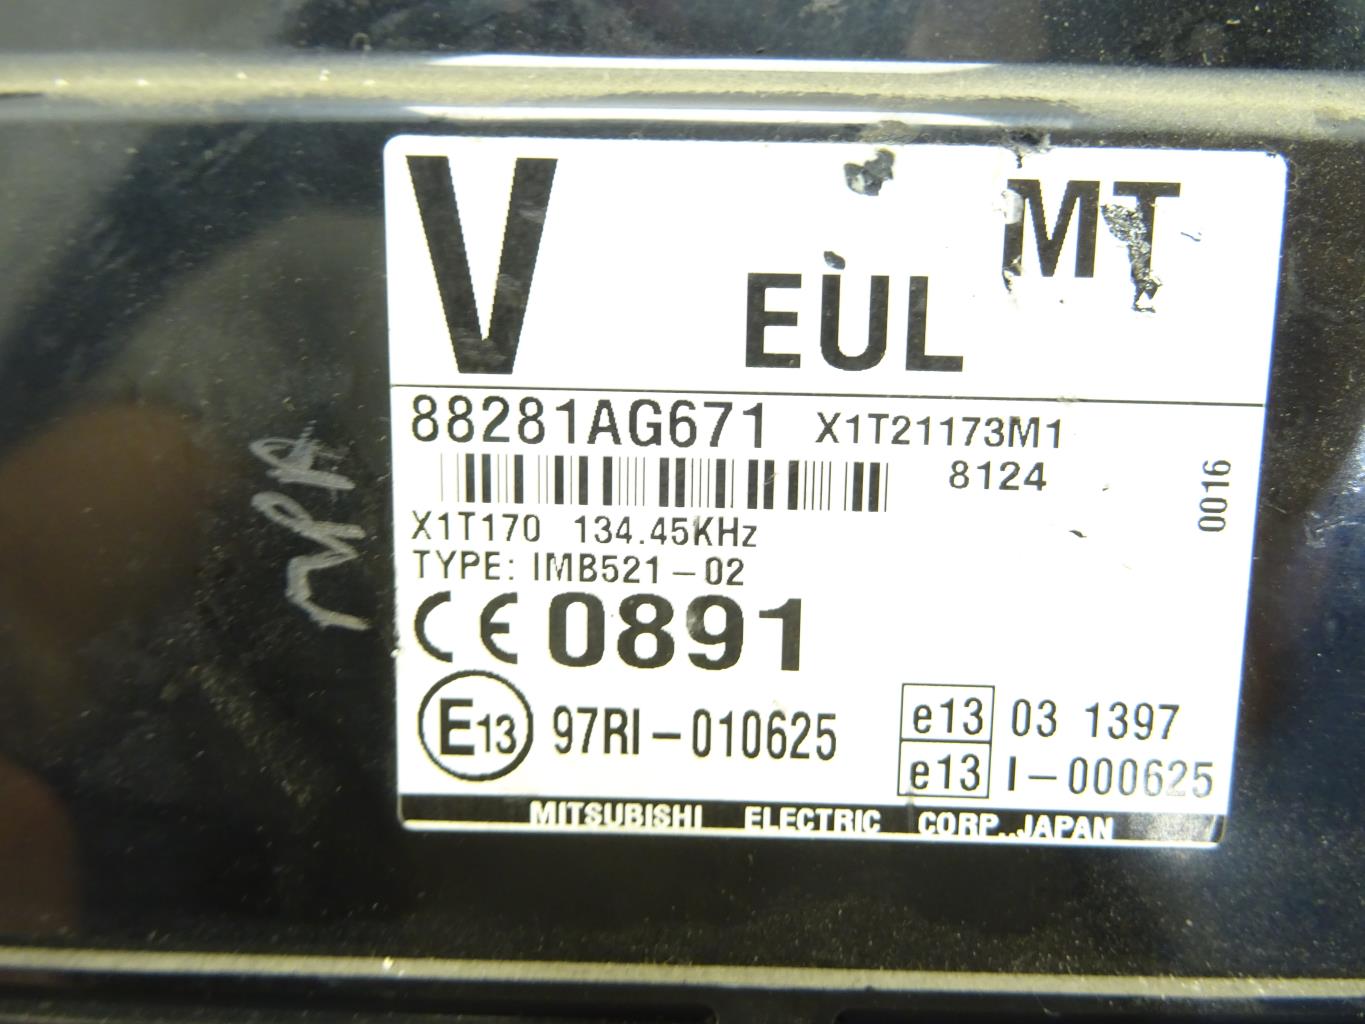 V
MT
EUL
88281AG671 X1T21173M1
8124
0016
X1T170 134.45KHz
TYPE: IMB521-02
CE 0891
E13 97RI-010625
e13 03 1397
e13 I-000625
MITSUBISHI ELECTRIC CORP.,JAPAN